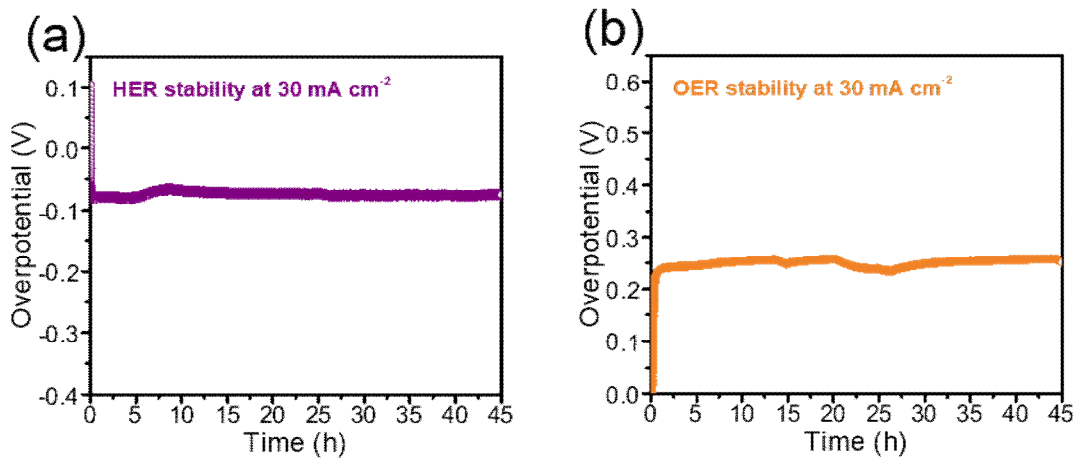 (a)
HER stability at 30 mA cm⁻²
Overpotential (V)
0.1
0.0
-0.1
-0.2
-0.3
-0.4
0 5 10 15 20 25 30 35 40 45
Time (h)
(b)
OER stability at 30 mA cm⁻²
Overpotential (V)
0.6
0.5
0.4
0.3
0.2
0.1
0.0
0 5 10 15 20 25 30 35 40 45
Time (h)